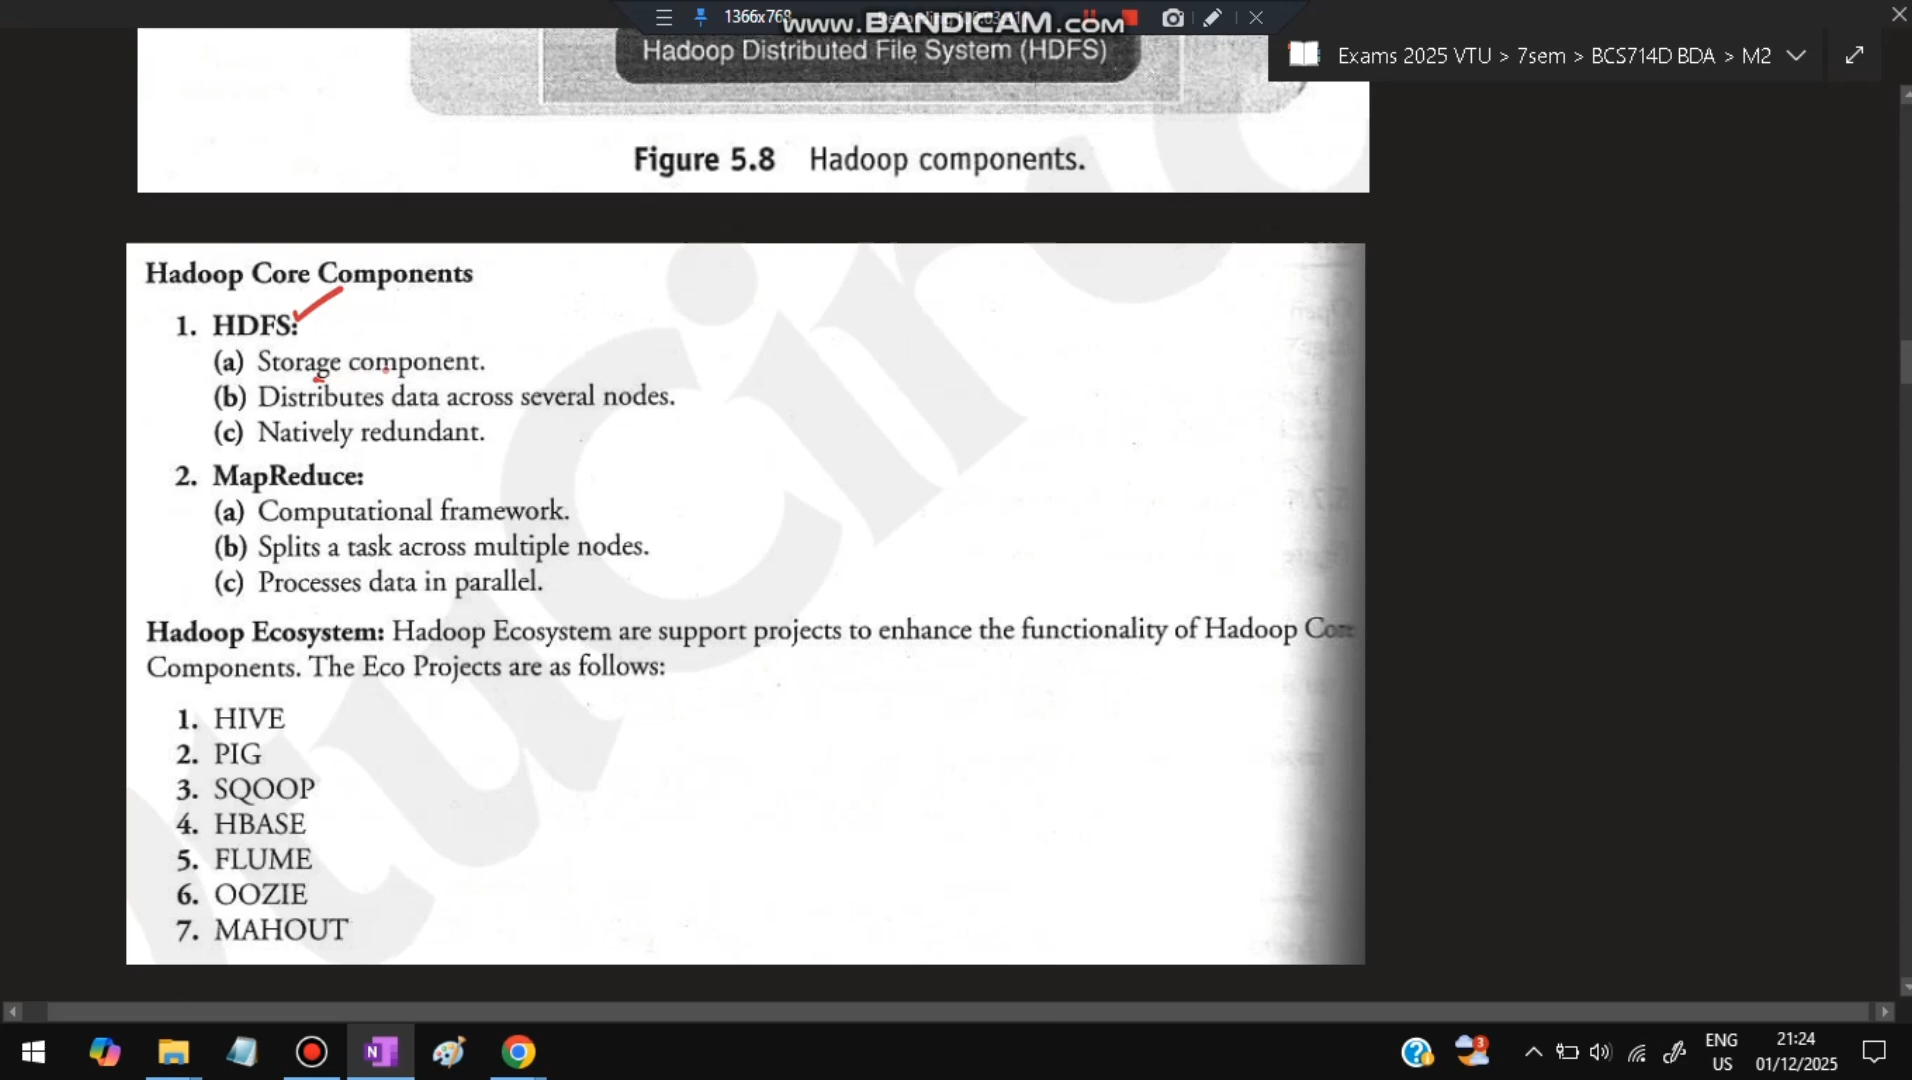 1366x768
www.BANDICAM.com
Exams 2025 VTU > 7sem > BCS714D BDA > M2
Hadoop Distributed File System (HDFS)
Figure 5.8 Hadoop components.
Hadoop Core Components
1. HDFS:
(a) Storage component.
(b) Distributes data across several nodes.
(c) Natively redundant.
2. MapReduce:
(a) Computational framework.
(b) Splits a task across multiple nodes.
(c) Processes data in parallel.
Hadoop Ecosystem: Hadoop Ecosystem are support projects to enhance the functionality of Hadoop Core
Components. The Eco Projects are as follows:
1. HIVE
2. PIG
3. SQOOP
4. HBASE
5. FLUME
6. OOZIE
7. MAHOUT
3
ENG
US
21:24
01/12/2025